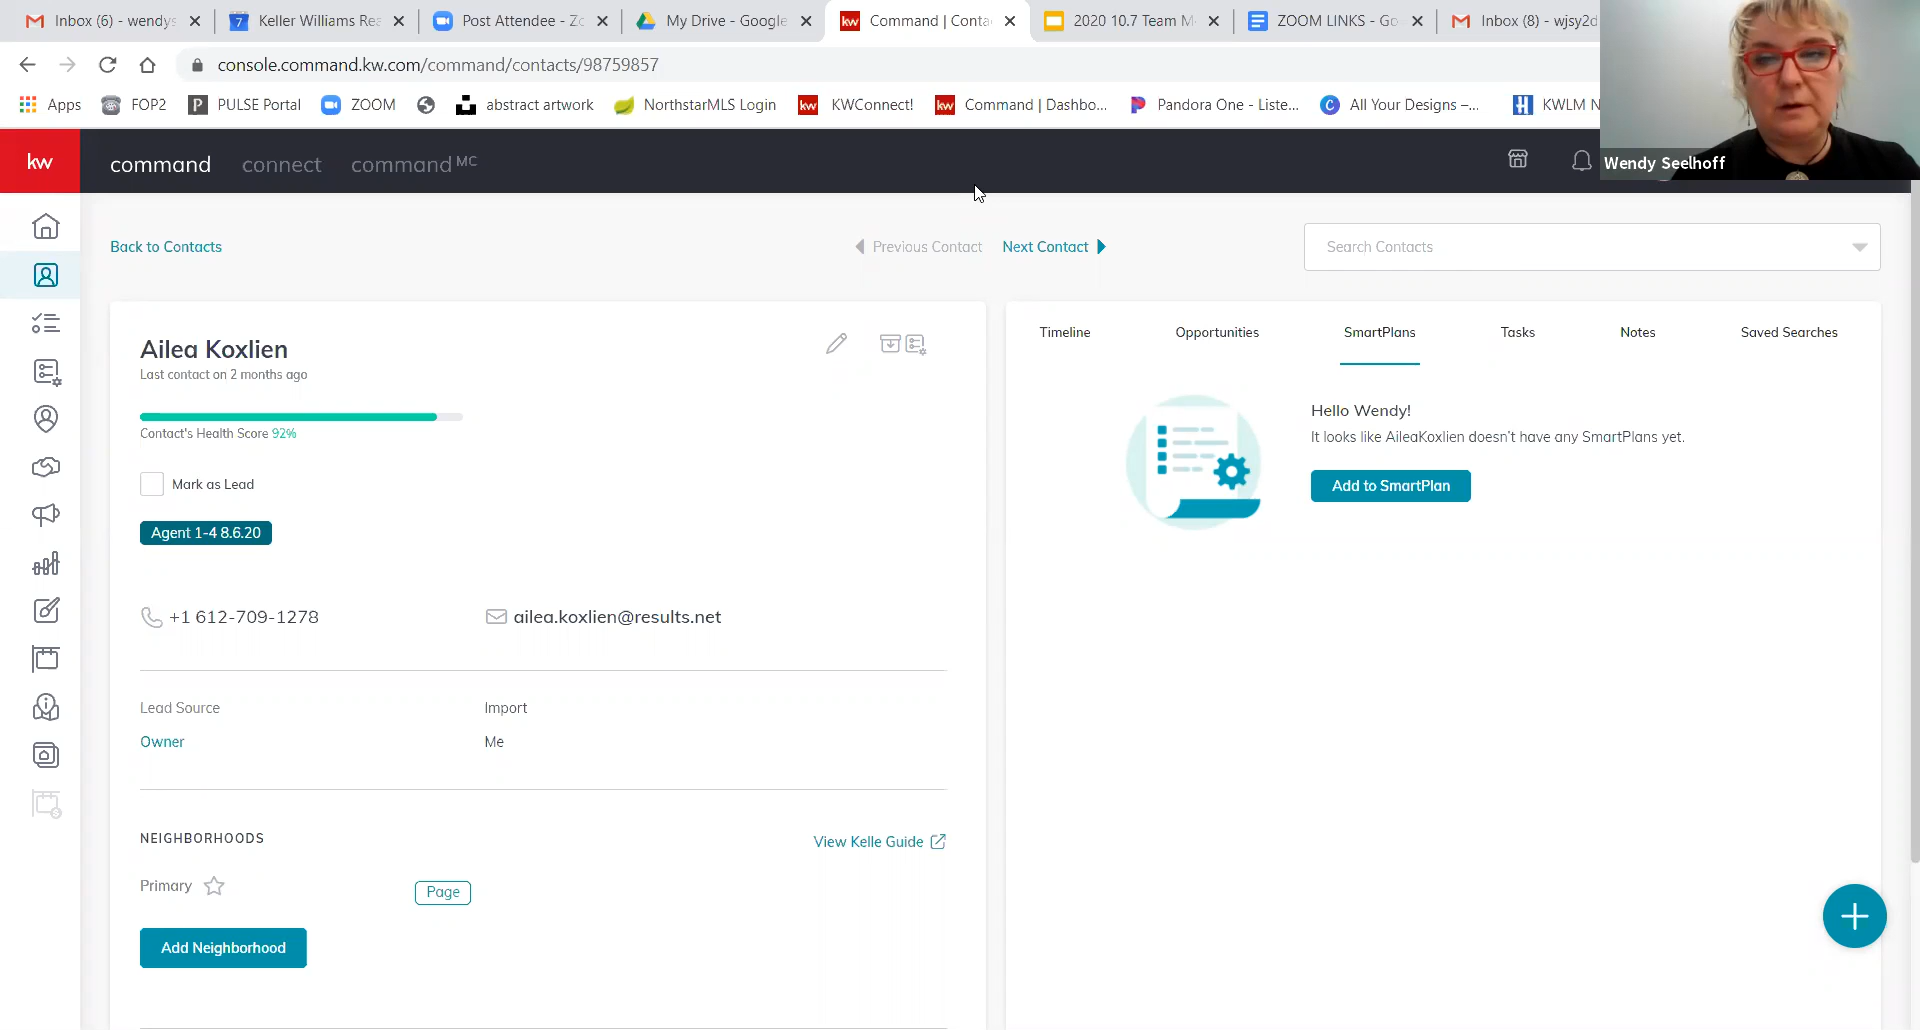 Inbox (6) - wendys
Keller Williams Rea
Post Attendee - Zo
My Drive - Google
Command | Conta
2020 10.7 Team M
ZOOM LINKS - Go
Inbox (8) - wjsy2d
console.command.kw.com/command/contacts/98759857
Apps
FOP2
PULSE Portal
ZOOM
abstract artwork
NorthstarMLS Login
KWConnect!
Command | Dashbo...
Pandora One - Liste...
All Your Designs –...
KWLM N
Wendy Seelhoff
kw
command
connect
command MC
Back to Contacts
Previous Contact
Next Contact
Search Contacts
Ailea Koxlien
Last contact on 2 months ago
Contact's Health Score 92%
Mark as Lead
Agent 1-4 8.6.20
+1 612-709-1278
ailea.koxlien@results.net
Lead Source
Import
Owner
Me
NEIGHBORHOODS
View Kelle Guide
Primary
Page
Add Neighborhood
Timeline
Opportunities
SmartPlans
Tasks
Notes
Saved Searches
Hello Wendy!
It looks like AileaKoxlien doesn't have any SmartPlans yet.
Add to SmartPlan